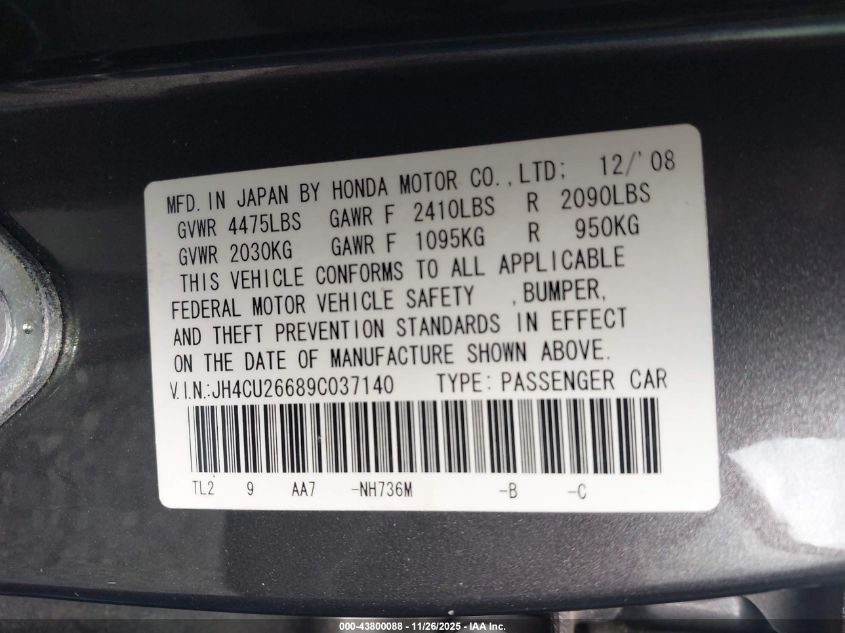 MFD. IN JAPAN BY HONDA MOTOR CO., LTD; 12/'08
GVWR 4475LBS GAWR F 2410LBS R 2090LBS
GVWR 2030KG GAWR F 1095KG R 950KG
THIS VEHICLE CONFORMS TO ALL APPLICABLE
FEDERAL MOTOR VEHICLE SAFETY , BUMPER,
AND THEFT PREVENTION STANDARDS IN EFFECT
ON THE DATE OF MANUFACTURE SHOWN ABOVE.
V.I.N.:JH4CU26689C037140 TYPE: PASSENGER CAR
TL2 9 AA7 -NH736M -B -C
000-43800088 - 11/26/2025 - IAA Inc.